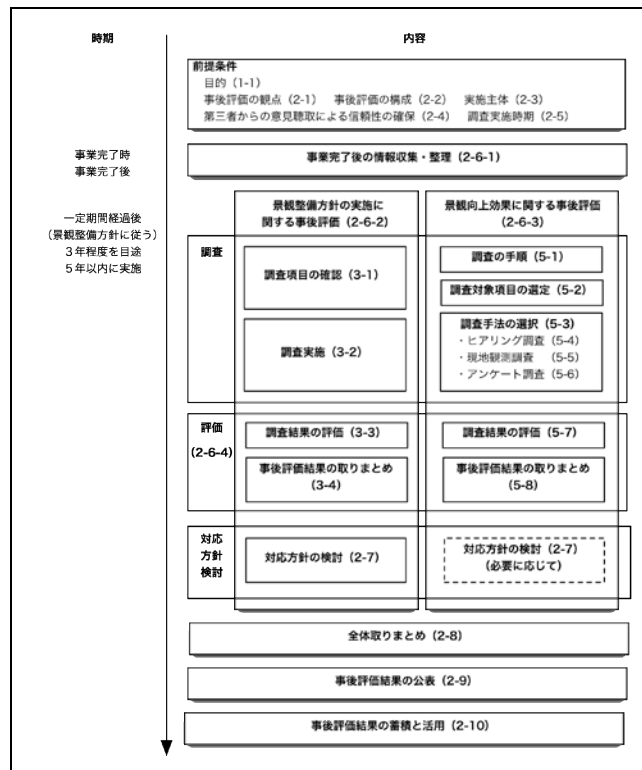 時期
内容
前提条件
目的（1-1）
事後評価の観点（2-1） 事後評価の構成（2-2） 実施主体（2-3）
第三者からの意見聴取による信頼性の確保（2-4） 調査実施時期（2-5）
事業完了時
事業完了後
事業完了後の情報収集・整理（2-6-1）
一定期間経過後
（景観整備方針に従う）
３年程度を目途
５年以内に実施
景観整備方針の実施に
関する事後評価（2-6-2）
景観向上効果に関する事後評価
（2-6-3）
調査
調査項目の確認（3-1）
調査実施（3-2）
調査の手順（5-1）
調査対象項目の選定（5-2）
調査手法の選択（5-3）
・ヒアリング調査（5-4）
・現地観測調査 （5-5）
・アンケート調査（5-6）
評価
（2-6-4）
調査結果の評価（3-3）
事後評価結果の取りまとめ
（3-4）
調査結果の評価（5-7）
事後評価結果の取りまとめ
（5-8）
対応
方針
検討
対応方針の検討（2-7）
対応方針の検討（2-7）
（必要に応じて）
全体取りまとめ（2-8）
事後評価結果の公表（2-9）
事後評価結果の蓄積と活用（2-10）